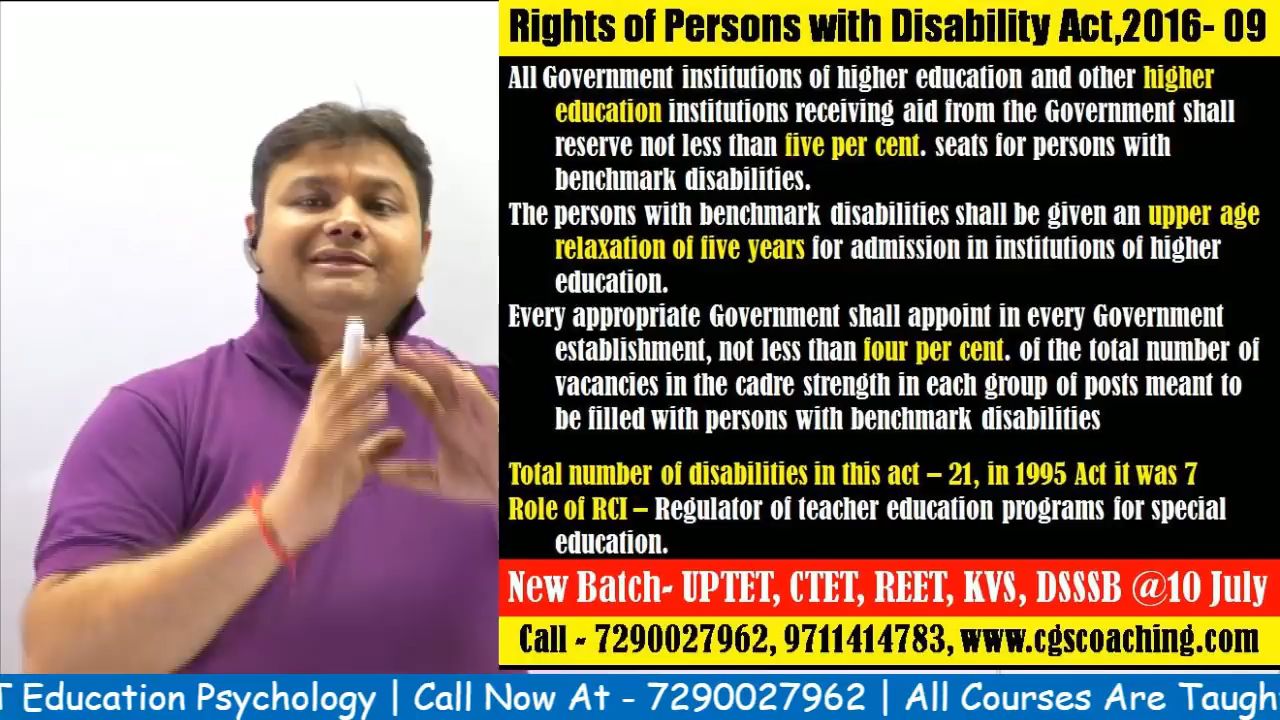 Rights of Persons with Disability Act,2016- 09
All Government institutions of higher education and other higher
education institutions receiving aid from the Government shall
reserve not less than five per cent. seats for persons with
benchmark disabilities.
The persons with benchmark disabilities shall be given an upper age
relaxation of five years for admission in institutions of higher
education.
Every appropriate Government shall appoint in every Government
establishment, not less than four per cent. of the total number of
vacancies in the cadre strength in each group of posts meant to
be filled with persons with benchmark disabilities
Total number of disabilities in this act – 21, in 1995 Act it was 7
Role of RCI – Regulator of teacher education programs for special
education.
New Batch- UPTET, CTET, REET, KVS, DSSSB @10 July
Call - 7290027962, 9711414783, www.cgscoaching.com
T Education Psychology | Call Now At - 7290027962 | All Courses Are Taugh